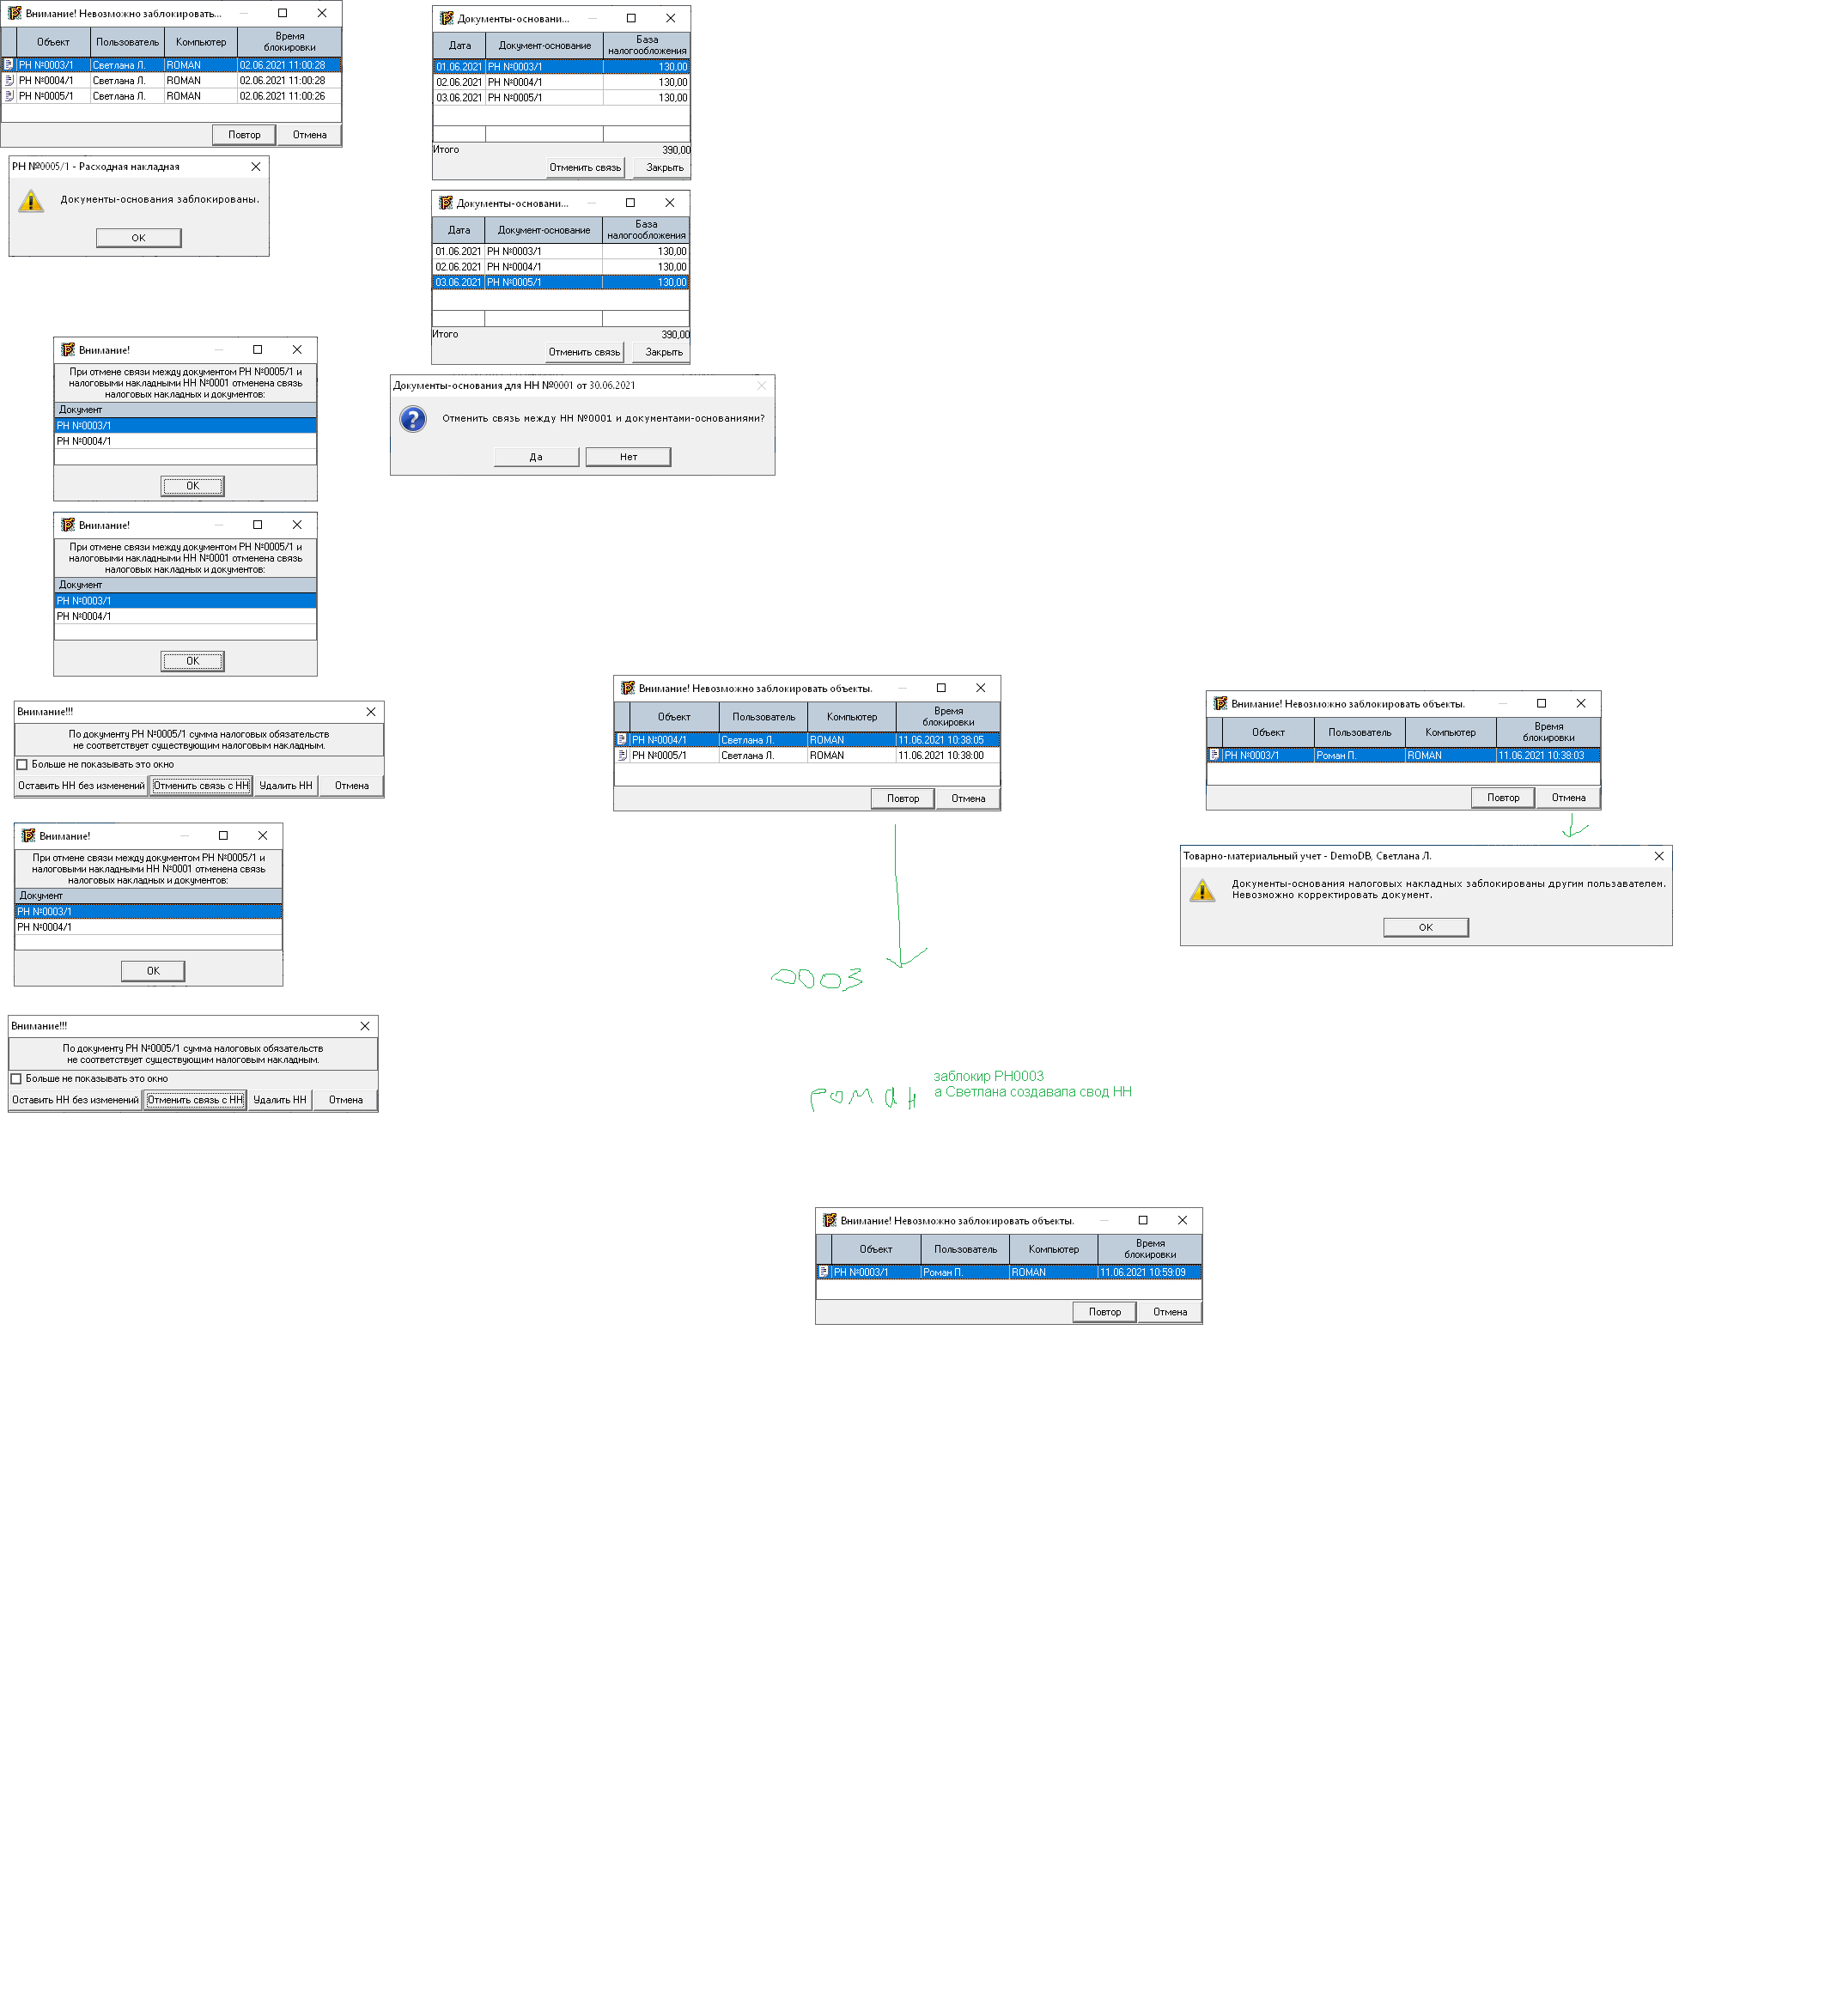 Внимание! Невозможно заблокировать...
Объект Пользователь Компьютер Время блокировки
РН №0003/1 Светлана Л. ROMAN 02.06.2021 11:00:28
РН №0004/1 Светлана Л. ROMAN 02.06.2021 11:00:28
РН №0005/1 Светлана Л. ROMAN 02.06.2021 11:00:26
Повтор Отмена
РН №0005/1 - Расходная накладная
Документы-основания заблокированы.
OK
Документы-основани...
Дата Документ-основание База налогообложения
01.06.2021 РН №0003/1 130,00
02.06.2021 РН №0004/1 130,00
03.06.2021 РН №0005/1 130,00
Итого 390,00
Отменить связь Закрыть
Документы-основани...
Дата Документ-основание База налогообложения
01.06.2021 РН №0003/1 130,00
02.06.2021 РН №0004/1 130,00
03.06.2021 РН №0005/1 130,00
Итого 390,00
Отменить связь Закрыть
Документы-основания для НН №0001 от 30.06.2021
Отменить связь между НН №0001 и документами-основаниями?
Да Нет
Внимание!
При отмене связи между документом РН №0005/1 и
налоговыми накладными НН №0001 отменена связь
налоговых накладных и документов:
Документ
РН №0003/1
РН №0004/1
OK
Внимание!
При отмене связи между документом РН №0005/1 и
налоговыми накладными НН №0001 отменена связь
налоговых накладных и документов:
Документ
РН №0003/1
РН №0004/1
OK
Внимание!!!
По документу РН №0005/1 сумма налоговых обязательств
не соответствует существующим налоговым накладным.
Больше не показывать это окно
Оставить НН без изменений Отменить связь с НН Удалить НН Отмена
Внимание!
При отмене связи между документом РН №0005/1 и
налоговыми накладными НН №0001 отменена связь
налоговых накладных и документов:
Документ
РН №0003/1
РН №0004/1
OK
Внимание!!!
По документу РН №0005/1 сумма налоговых обязательств
не соответствует существующим налоговым накладным.
Больше не показывать это окно
Оставить НН без изменений Отменить связь с НН Удалить НН Отмена
Внимание! Невозможно заблокировать объекты.
Объект Пользователь Компьютер Время блокировки
РН №0004/1 Светлана Л. ROMAN 11.06.2021 10:38:05
РН №0005/1 Светлана Л. ROMAN 11.06.2021 10:38:00
Повтор Отмена
Внимание! Невозможно заблокировать объекты.
Объект Пользователь Компьютер Время блокировки
РН №0003/1 Роман П. ROMAN 11.06.2021 10:38:03
Повтор Отмена
Товарно-материальный учет - DemoDB, Светлана Л.
Документы-основания налоговых накладных заблокированы другим пользавателем.
Невозможно корректировать документ.
OK
0003
роман
заблокир РН0003
а Светлана создавала свод НН
Внимание! Невозможно заблокировать объекты.
Объект Пользователь Компьютер Время блокировки
РН №0003/1 Роман П. ROMAN 11.06.2021 10:59:09
Повтор Отмена